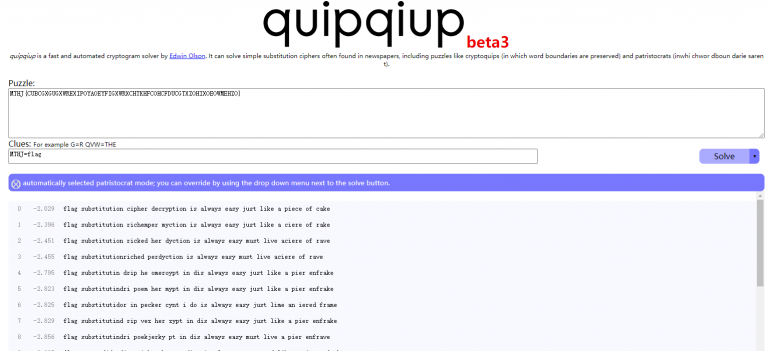 quipqiup beta3
quipqiup is a fast and automated cryptogram solver by Edwin Olson. It can solve simple substitution ciphers often found in newspapers, including puzzles like cryptoquips (in which word boundaries are preserved) and patristocrats (inwhi chwor dboun darie saren
t).
Puzzle:
MTHJ{CUBCGXGUGXWREXIPOYAOEYFIGXWRXCHTKHFCOHCFDUCGTXZOHIXOEOWMEHZO}
Clues: For example G=R QVW=THE
MTHJ=flag
Solve
automatically selected patristocrat mode; you can override by using the drop down menu next to the solve button.
0 -2.029 flag substitution cipher decryption is always easy just like a piece of cake
1 -2.396 flag substitution richemper myction is always easy just like a ciere of rake
2 -2.451 flag substitution ricked her dyction is always easy must live aciere of rave
3 -2.455 flag substitutionriched perdyction is always easy must live aciere of rave
4 -2.795 flag substitutin drip he omercypt in diz always easy just like a pier enfrake
5 -2.823 flag substitutindri poem her mypt in dis always easy just like a pier enfrake
6 -2.825 flag substitutidor in pecker cynt i do is always easy just lime an iered frame
7 -2.829 flag substitutind rip vez her zypt in dis always easy just like a pier enfrake
8 -2.856 flag substitutindri poekjerky pt in diz always easy must live a pier enfrave